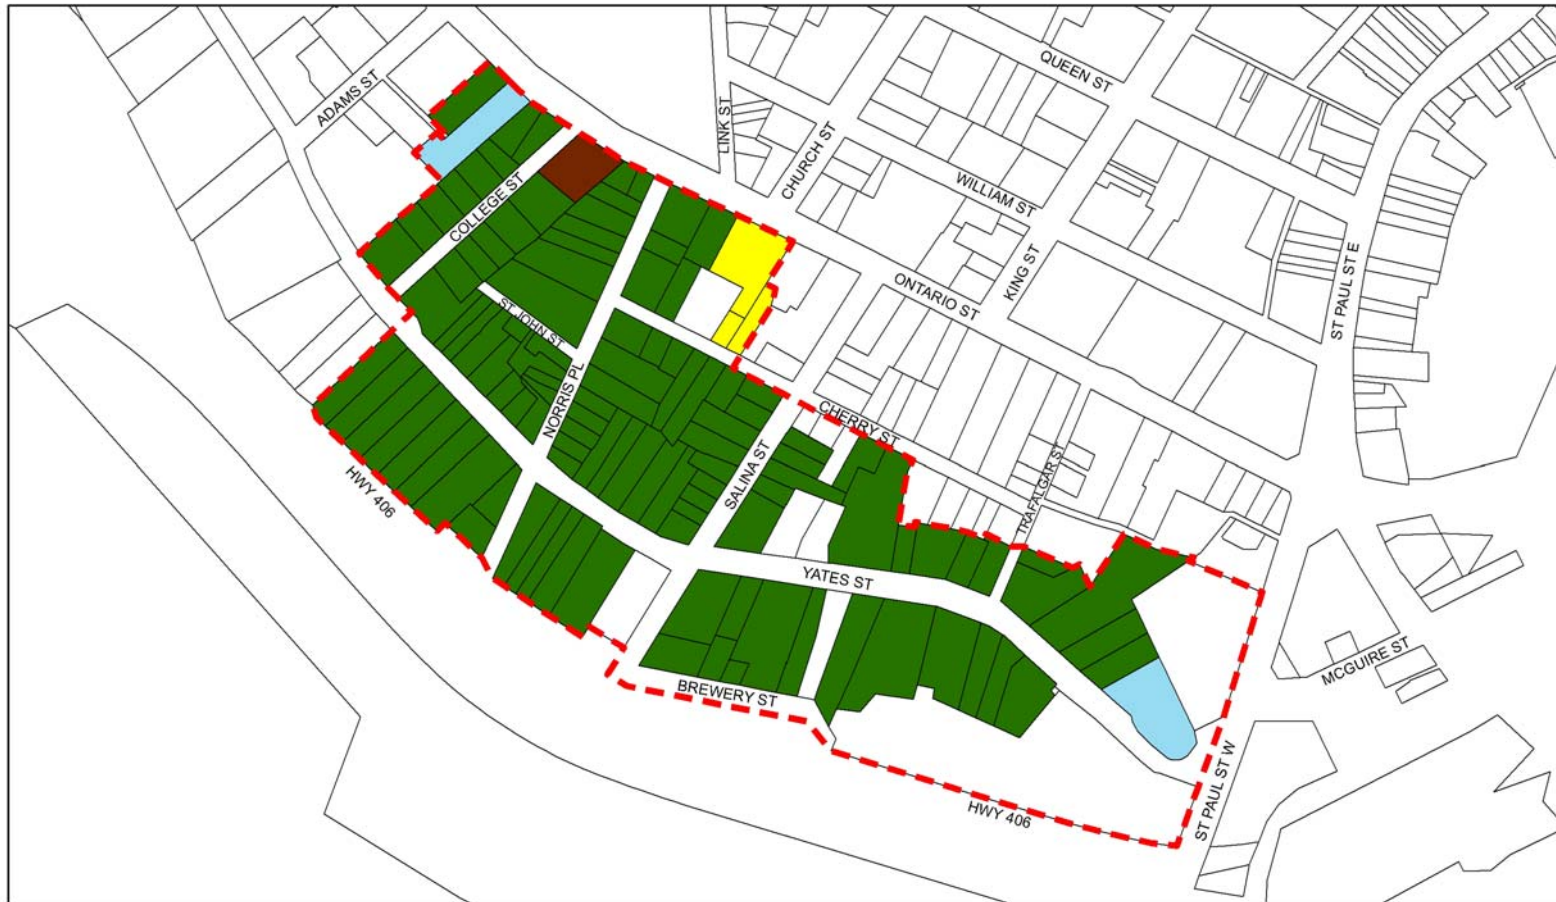 QUEEN ST
ADAMS ST
LINK ST
CHURCH ST
WILLIAM ST
COLLEGE ST
KING ST
ONTARIO ST
ST PAUL ST E
ST JOHN ST
NORRIS PL
CHERRY ST
SALINA ST
TRAFALGAR ST
HWY 406
YATES ST
MCGUIRE ST
BREWERY ST
ST PAUL ST W
HWY 406